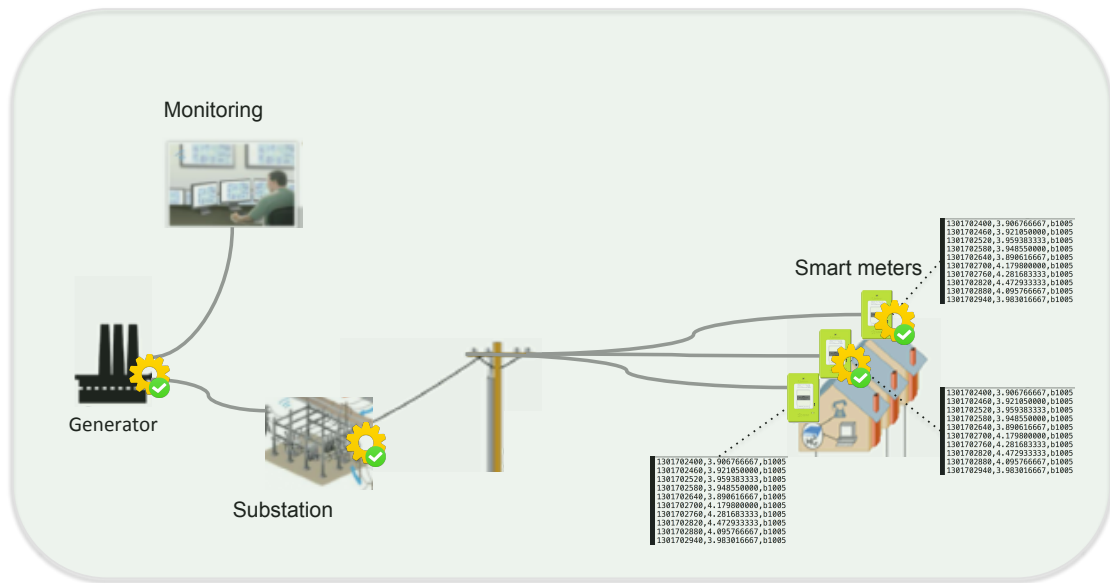 Monitoring
Smart meters
1301702400,3.906766667,b1005
1301702460,3.921050000,b1005
1301702520,3.959383333,b1005
1301702580,3.948550000,b1005
1301702640,3.890616667,b1005
1301702700,4.179800000,b1005
1301702760,4.281683333,b1005
1301702820,4.472933333,b1005
1301702880,4.095766667,b1005
1301702940,3.983016667,b1005
Generator
Substation
1301702400,3.906766667,b1005
1301702460,3.921050000,b1005
1301702520,3.959383333,b1005
1301702580,3.948550000,b1005
1301702640,3.890616667,b1005
1301702700,4.179800000,b1005
1301702760,4.281683333,b1005
1301702820,4.472933333,b1005
1301702880,4.095766667,b1005
1301702940,3.983016667,b1005
1301702400,3.906766667,b1005
1301702460,3.921050000,b1005
1301702520,3.959383333,b1005
1301702580,3.948550000,b1005
1301702640,3.890616667,b1005
1301702700,4.179800000,b1005
1301702760,4.281683333,b1005
1301702820,4.472933333,b1005
1301702880,4.095766667,b1005
1301702940,3.983016667,b1005